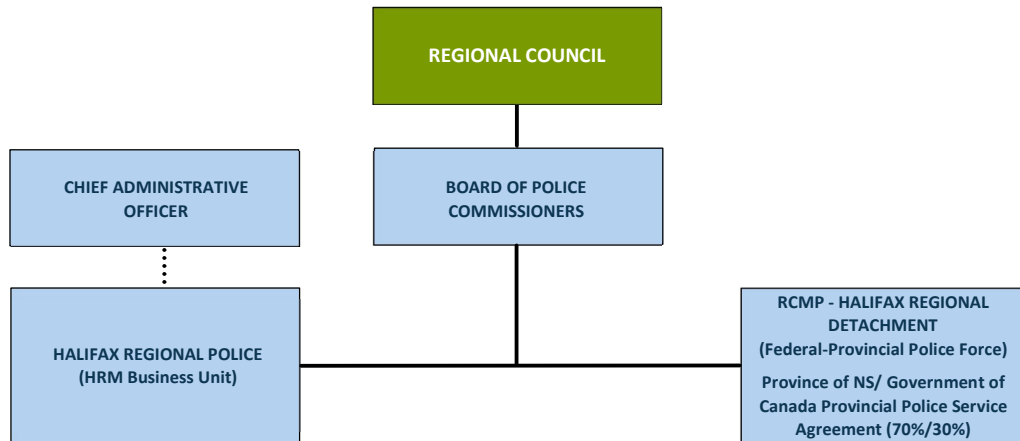 REGIONAL COUNCIL
CHIEF ADMINISTRATIVE
OFFICER
BOARD OF POLICE
COMMISSIONERS
HALIFAX REGIONAL POLICE
(HRM Business Unit)
RCMP - HALIFAX REGIONAL
DETACHMENT
(Federal-Provincial Police Force)
Province of NS/ Government of
Canada Provincial Police Service
Agreement (70%/30%)